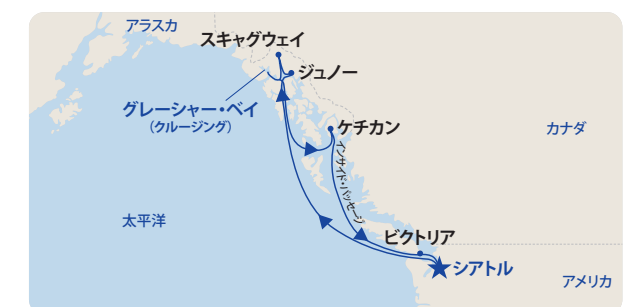 アラスカ
スキャグウェイ
ジュノー
グレーシャー・ベイ
（クルージング）
ケチカン
カナダ
インサイド・パッセージ
太平洋
ビクトリア
シアトル
アメリカ